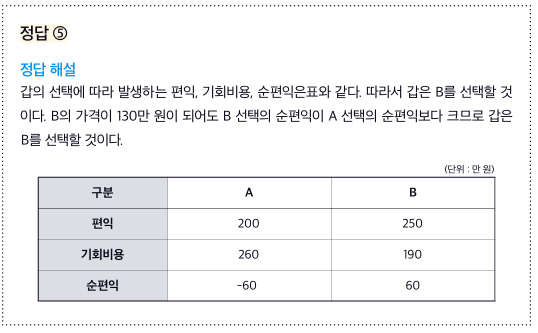 정답 ⑤
정답 해설
갑의 선택에 따라 발생하는 편익, 기회비용, 순편익은표와 같다. 따라서 갑은 B를 선택할 것
이다. B의 가격이 130만 원이 되어도 B 선택의 순편익이 A 선택의 순편익보다 크므로 갑은
B를 선택할 것이다.
(단위 : 만 원)
구분 A B
편익 200 250
기회비용 260 190
순편익 -60 60